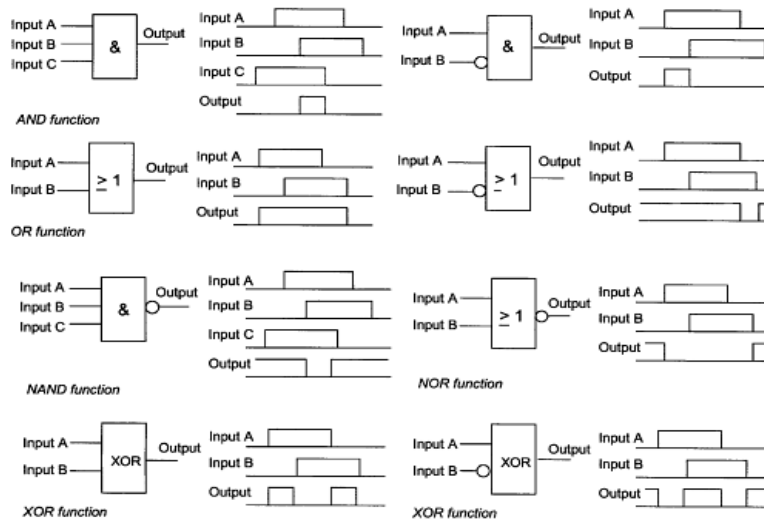 Input A
Input B
Input C
&
Output
AND function
Input A
Input B
Input C
Output
Input A
Input B
&
Output
Input A
Input B
Output
Input A
Input B
≥ 1
Output
OR function
Input A
Input B
Output
Input A
Input B
≥ 1
Output
Input A
Input B
Output
Input A
Input B
Input C
&
Output
NAND function
Input A
Input B
Input C
Output
Input A
Input B
≥ 1
Output
NOR function
Input A
Input B
Output
Input A
Input B
XOR
Output
XOR function
Input A
Input B
Output
Input A
Input B
XOR
Output
XOR function
Input A
Input B
Output